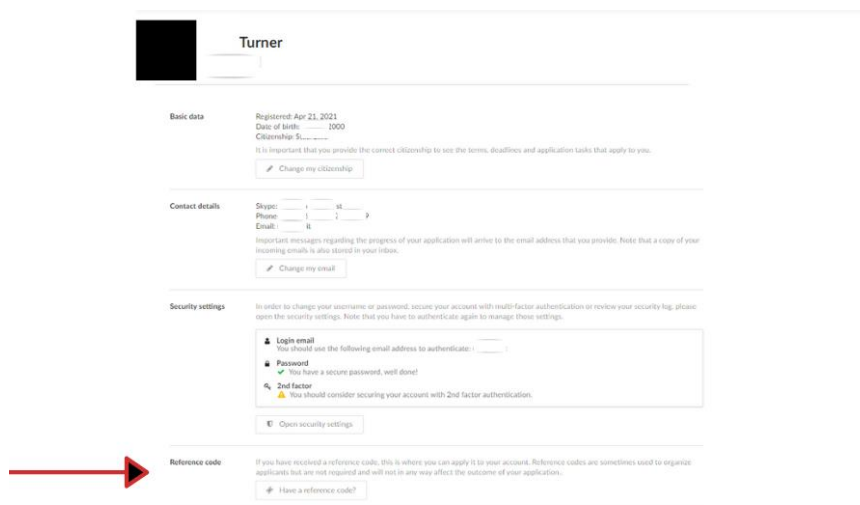 Turner
Basic data
Registered: Apr 21, 2021
Date of birth:
Citizenship:
It is important that you provide the correct citizenship to see the terms, deadlines and application tasks that apply to you.
Change my citizenship
Contact details
Skype:
Phone
Email:
Important messages regarding the progress of your application will arrive to the email address that you provide. Note that a copy of your
incoming emails is also stored in your inbox.
Change my email
Security settings
In order to change your username or password, secure your account with multi-factor authentication or review your security log, please
open the security settings. Note that you have to authenticate again to manage those settings.
Login email
You should use the following email address to authenticate:
Password
You have a secure password, well done!
2nd factor
You should consider securing your account with 2nd factor authentication.
Open security settings
Reference code
If you have received a reference code, this is where you can apply it to your account. Reference codes are sometimes used to organize
applicants but are not required and will not in any way affect the outcome of your application.
Have a reference code?